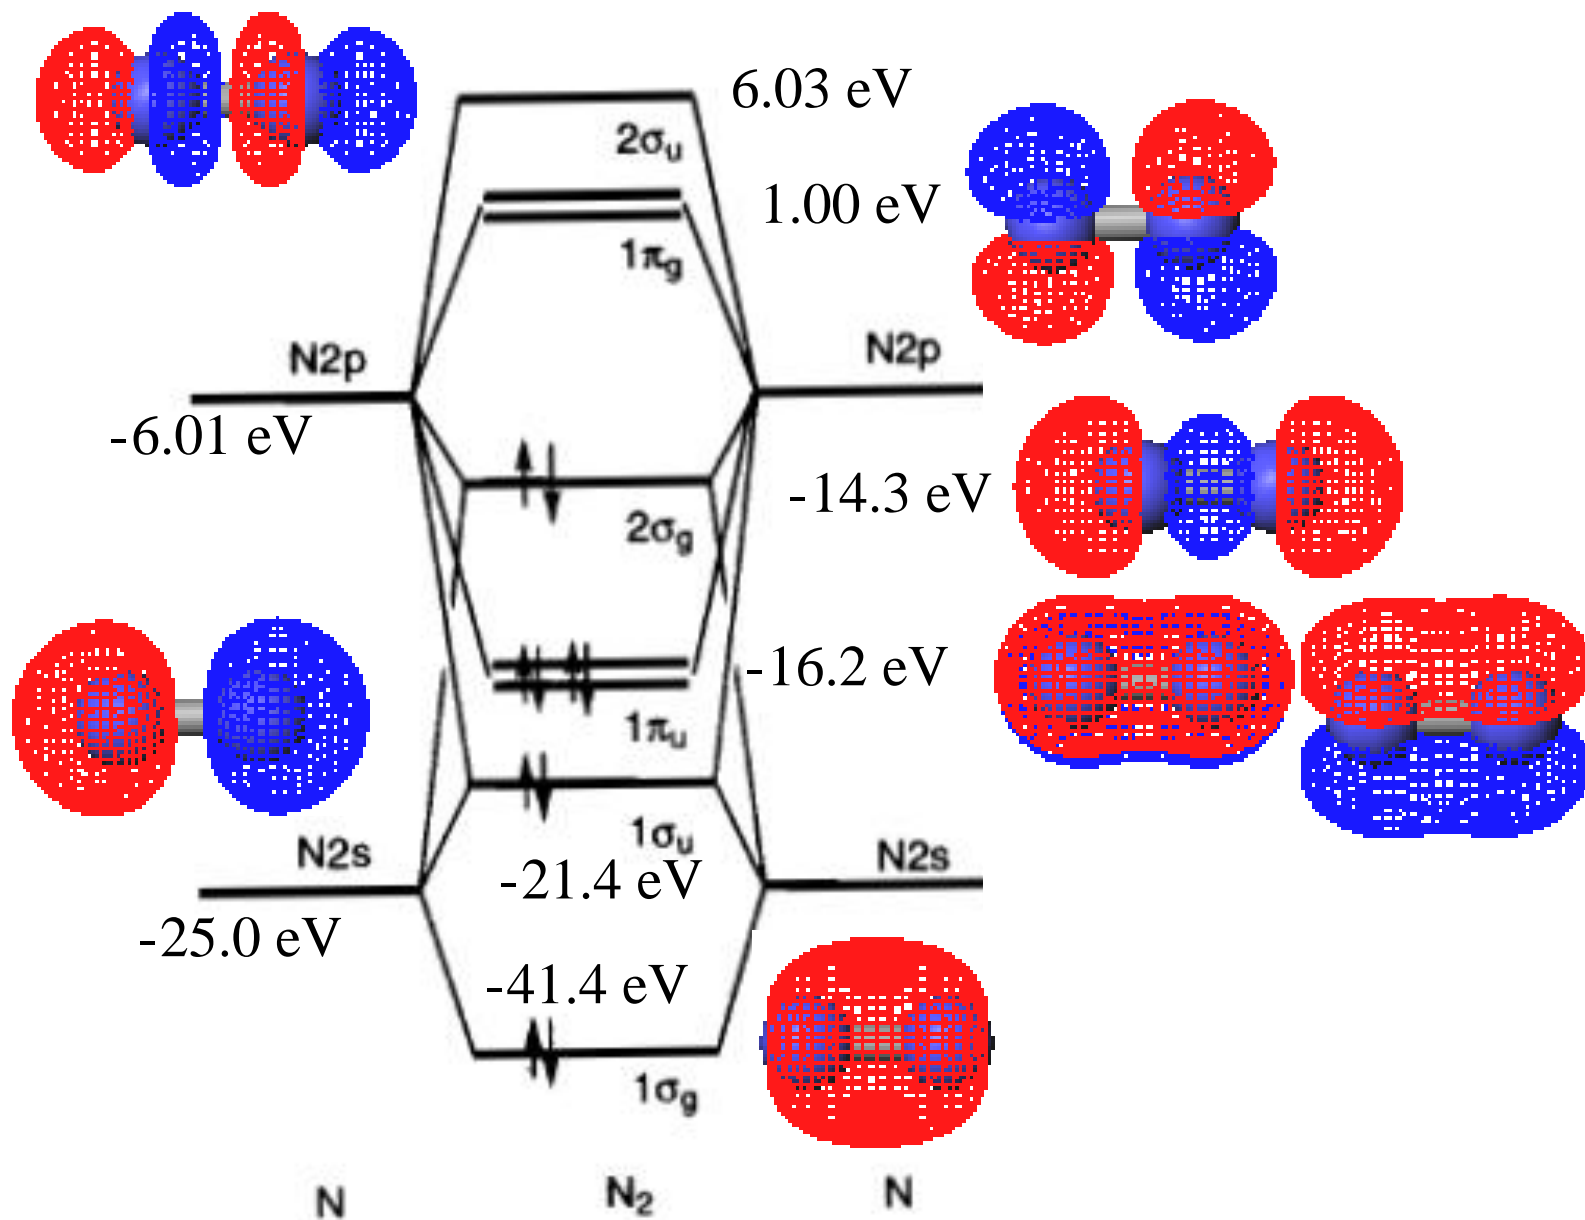 6.03 eV
2σu
1.00 eV
1πg
N2p
N2p
-6.01 eV
-14.3 eV
2σg
-16.2 eV
1πu
1σu
N2s
N2s
-21.4 eV
-25.0 eV
-41.4 eV
1σg
N
N₂
N